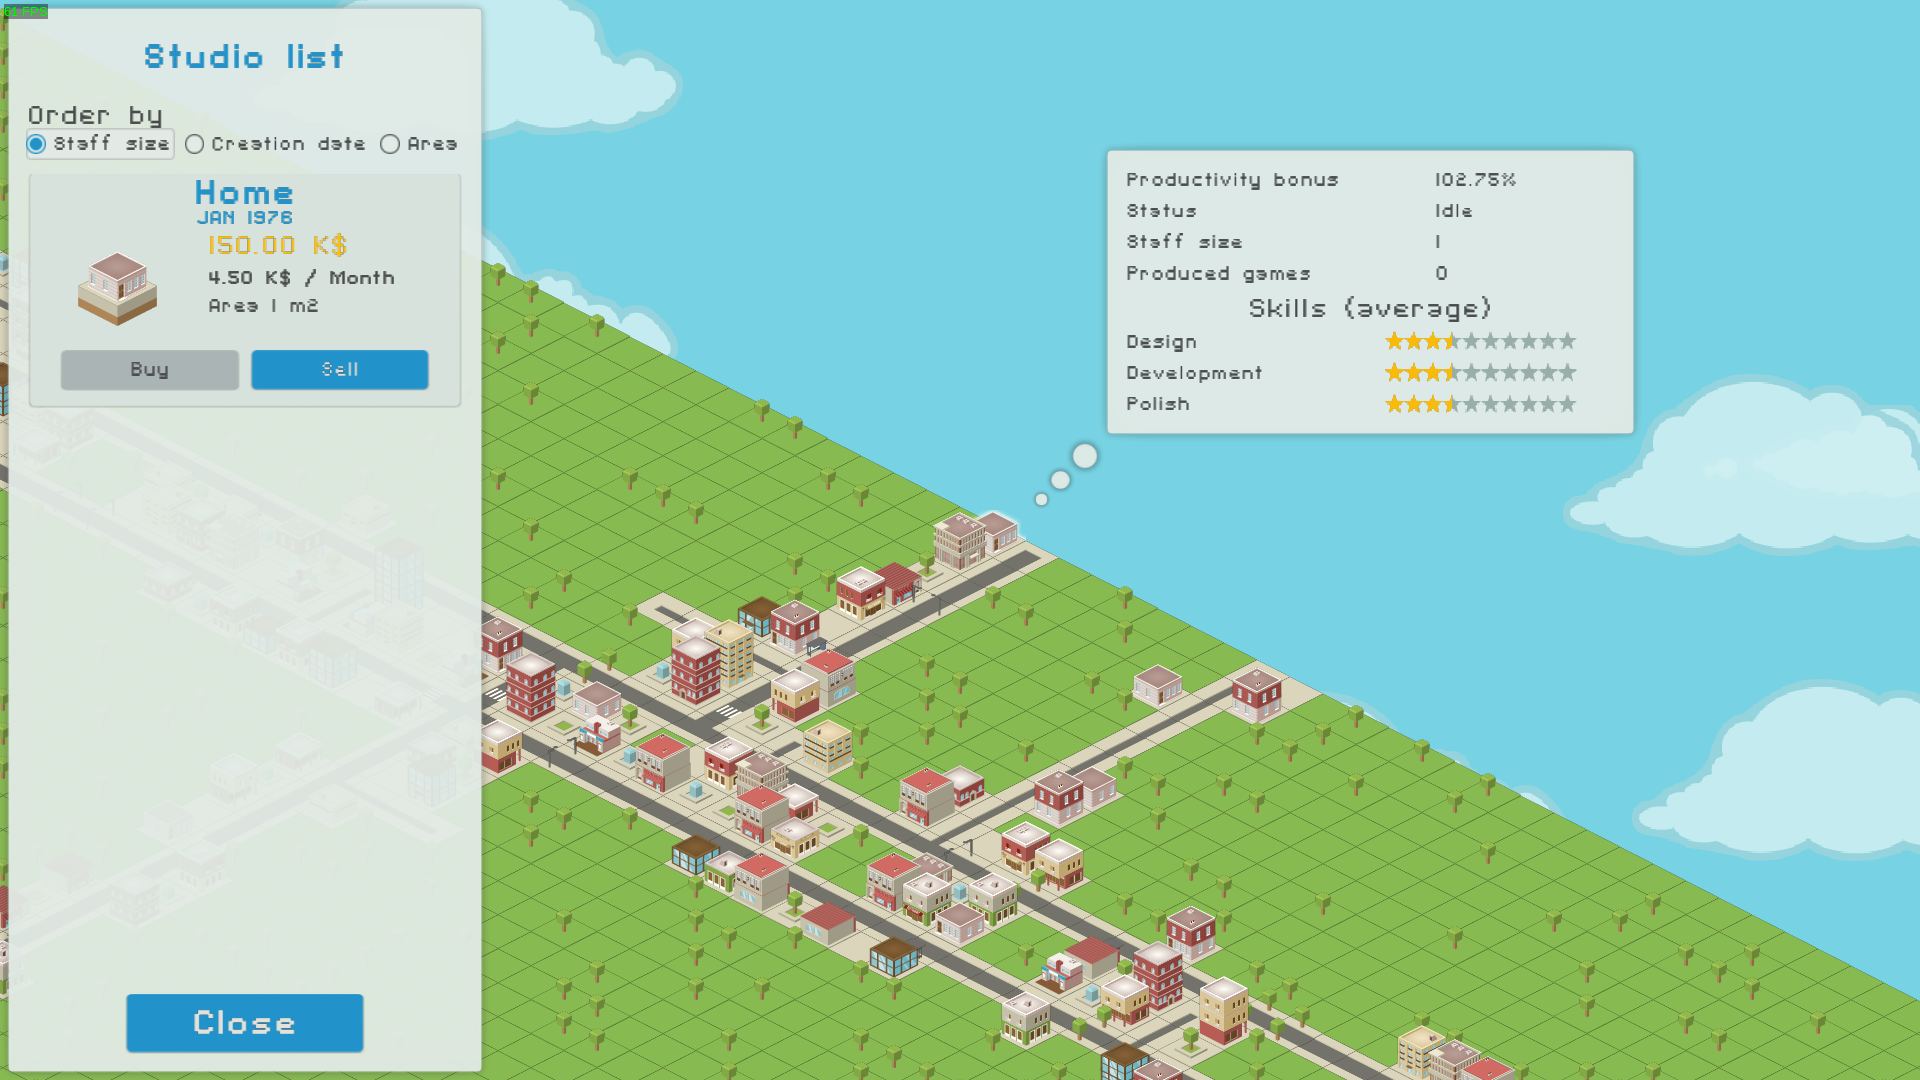 60 FPS
Studio list
Order by
Staff size
Creation date
Area
Home
JAN 1976
150.00 K$
4.50 K$ / Month
Area 1 m2
Buy
Sell
Close
Productivity bonus 102.75%
Status Idle
Staff size 1
Produced games 0
Skills (average)
Design
Development
Polish